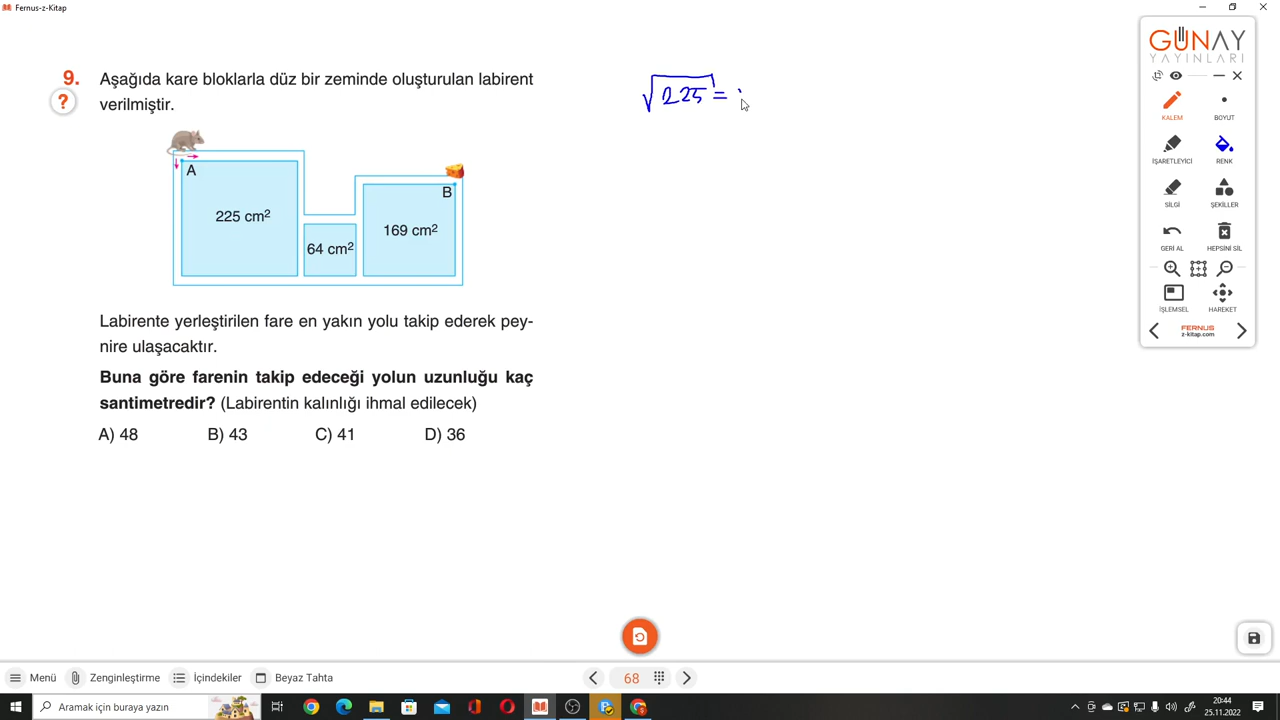 Fernus-z-Kitap
9. Aşağıda kare bloklarla düz bir zeminde oluşturulan labirent
verilmiştir.
?
A
B
225 cm²
64 cm²
169 cm²
Labirente yerleştirilen fare en yakın yolu takip ederek pey-
nire ulaşacaktır.
Buna göre farenin takip edeceği yolun uzunluğu kaç
santimetredir? (Labirentin kalınlığı ihmal edilecek)
A) 48 B) 43 C) 41 D) 36
√225 =
GÜNAY
YAYINLARI
KALEM BOYUT
İŞARETLEYİCİ RENK
SİLGİ ŞEKİLLER
GERİ AL HEPSİNİ SİL
İŞLEMSEL HAREKET
FERNUS
z-kitap.com
Menü Zenginleştirme İçindekiler Beyaz Tahta 68
Aramak için buraya yazın
20:44
25.11.2022